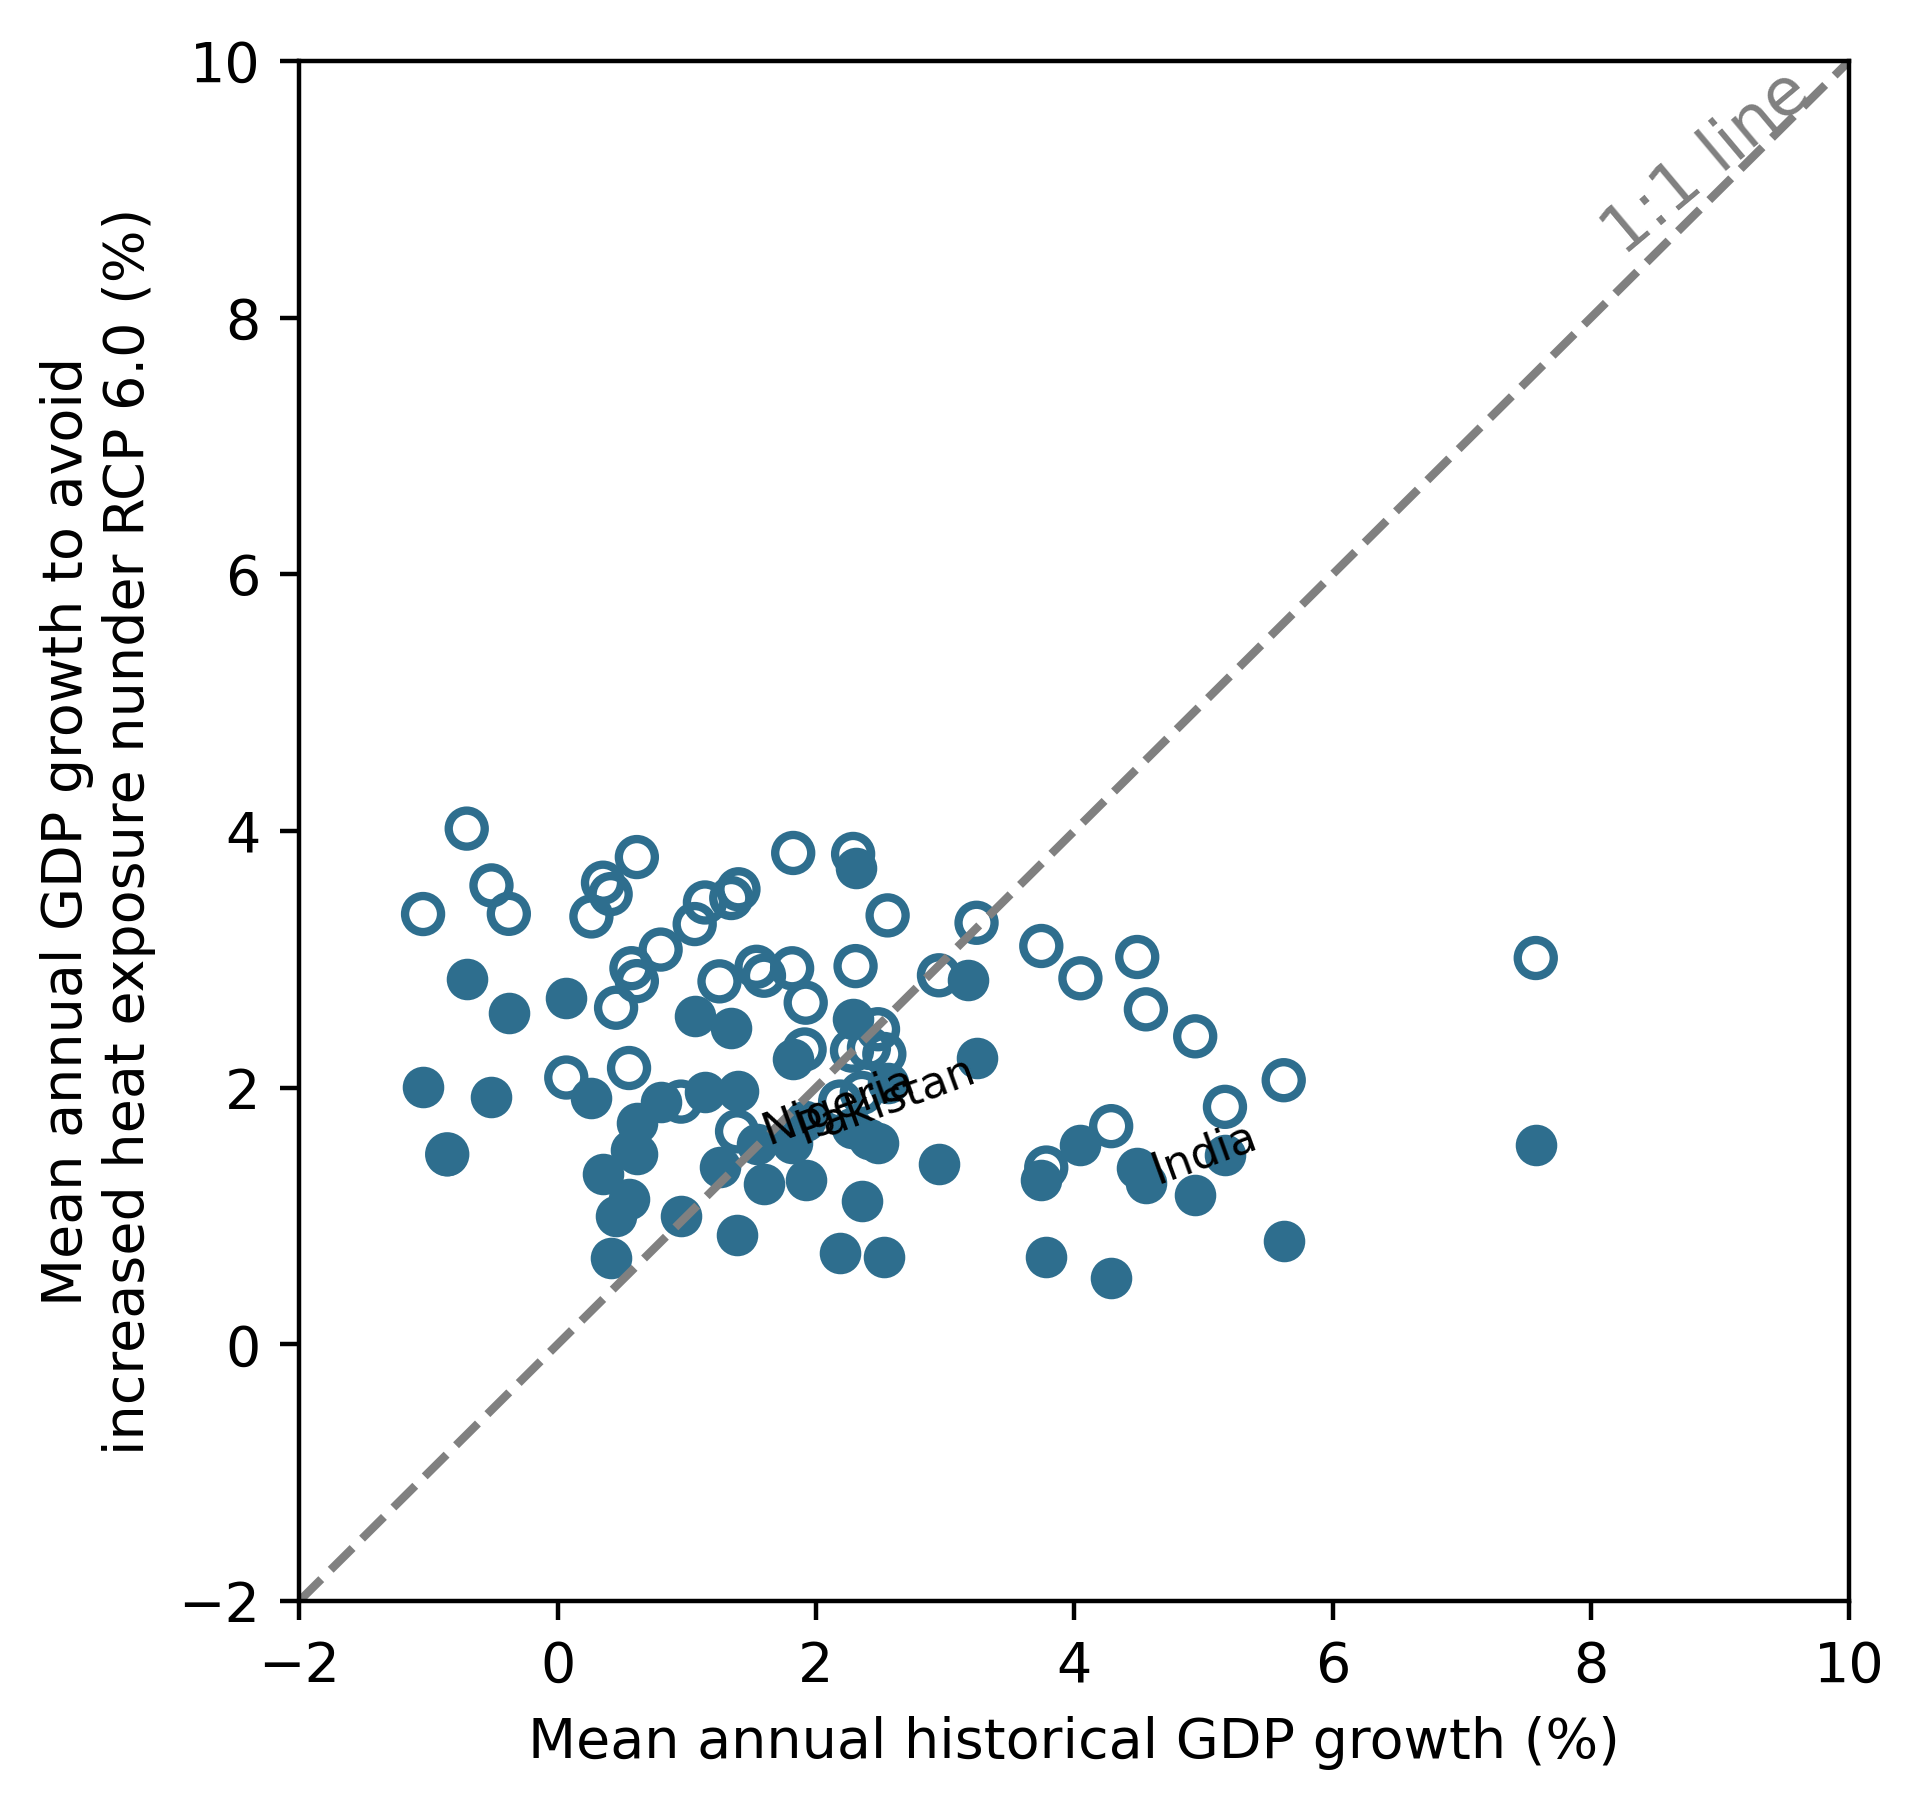 10
8
6
4
2
0
−2
−2 0 2 4 6 8 10
Mean annual GDP growth to avoid
increased heat exposure nunder RCP 6.0 (%)
Mean annual historical GDP growth (%)
1:1 line
Nigeria
Pakistan
India